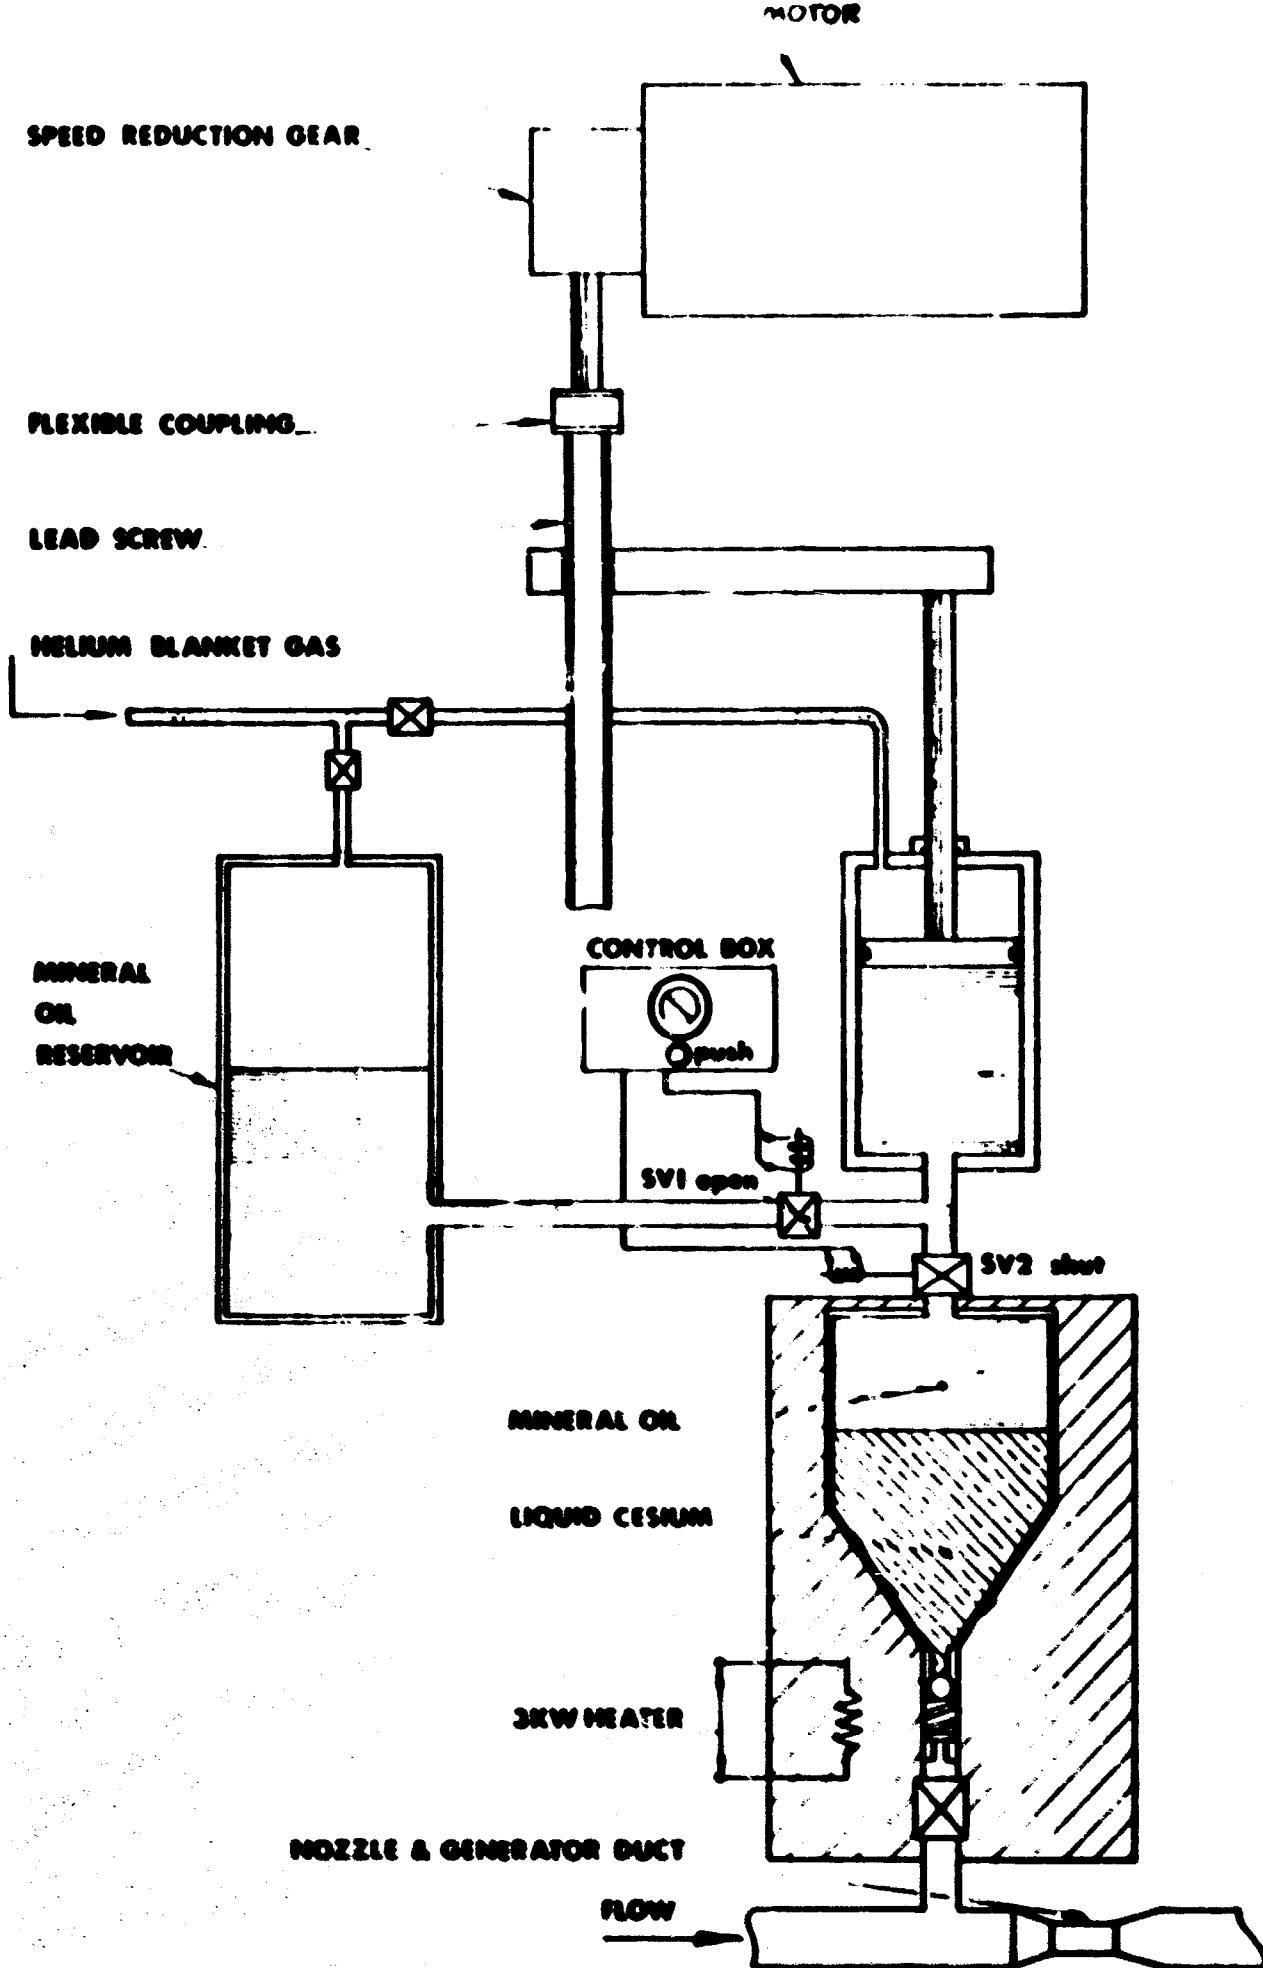 MOTOR
SPEED REDUCTION GEAR
FLEXIBLE COUPLING
LEAD SCREW
HELIUM BLANKET GAS
CONTROL BOX
MINERAL
OIL
RESERVOIR
push
SV1 open
SV2 shut
MINERAL OIL
LIQUID CESIUM
3KW HEATER
NOZZLE & GENERATOR DUCT
FLOW